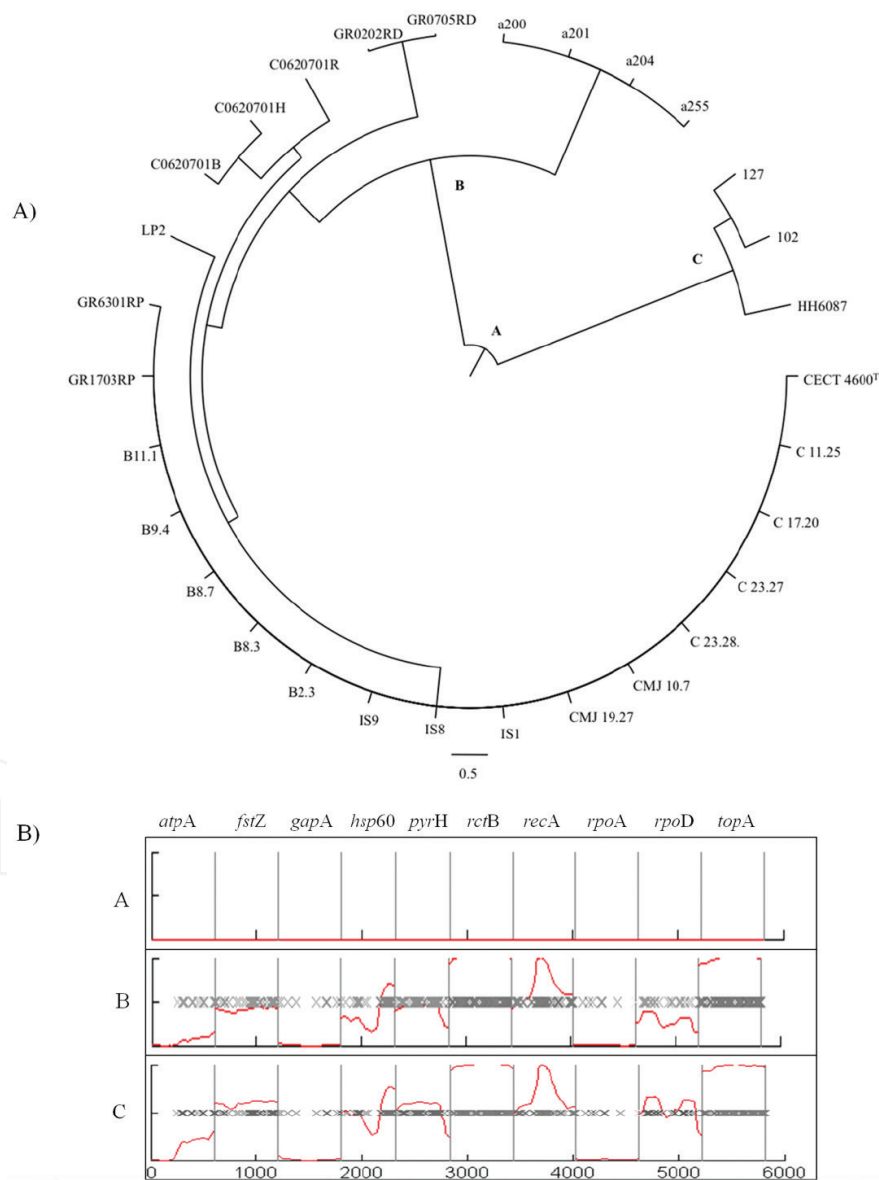 A)
GR0202RD
GR0705RD
a200
a201
a204
a255
C0620701R
C0620701H
C0620701B
LP2
GR6301RP
GR1703RP
B11.1
B9.4
B8.7
B8.3
B2.3
IS9
IS8
IS1
CMJ 19.27
CMJ 10.7
C 23.28.
C 23.27
C 17.20
C 11.25
CECT 4600ᵀ
HH6087
102
127
A
B
C
0.5
B)
atpA fstZ gapA hsp60 pyrH rctB recA rpoA rpoD topA
A
B
C
0 1000 2000 3000 4000 5000 6000